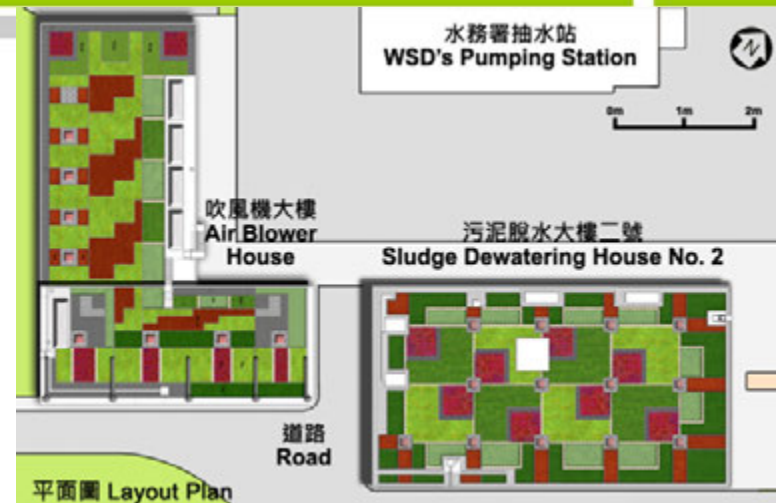 水務署抽水站
WSD's Pumping Station
N
0m 1m 2m
吹風機大樓
Air Blower
House
污泥脫水大樓二號
Sludge Dewatering House No. 2
道路
Road
平面圖 Layout Plan